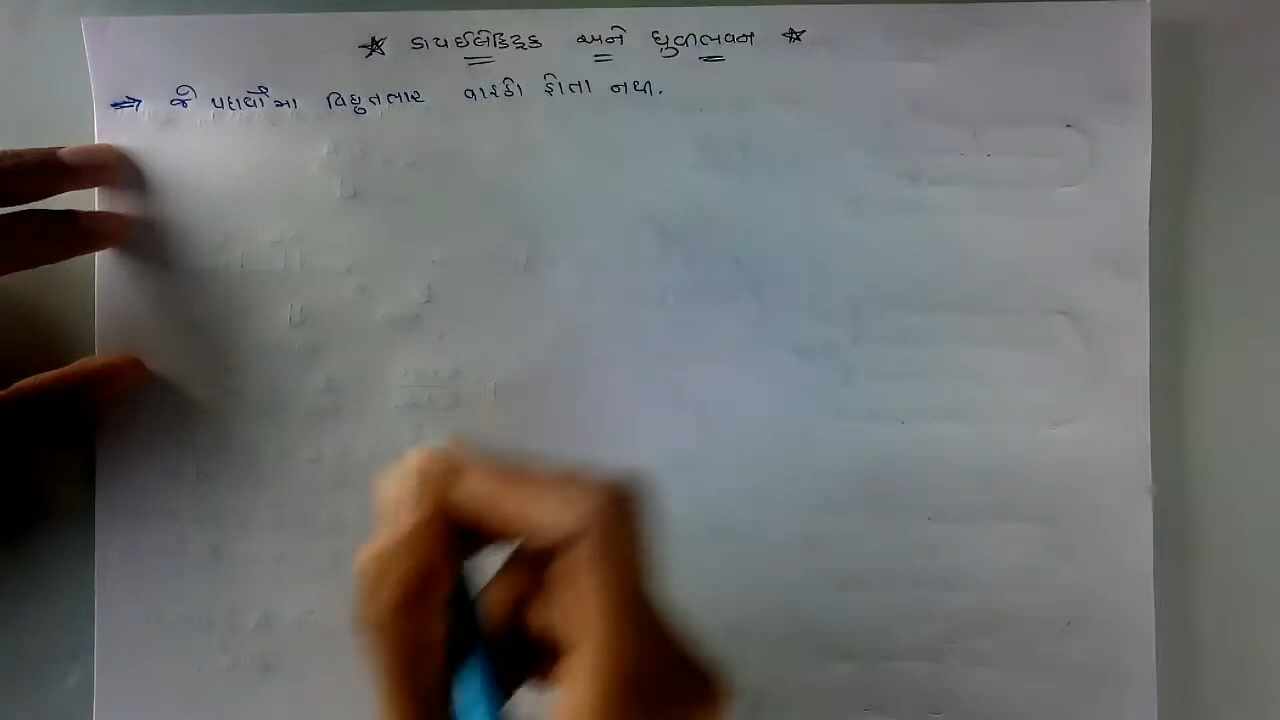 ☆ ડાયઈલેક્ટ્રિક અને ધ્રુવીભવન ☆
⇒ જે પદાર્થોમાં વિદ્યુતભાર વાહકો હોતા નથી.